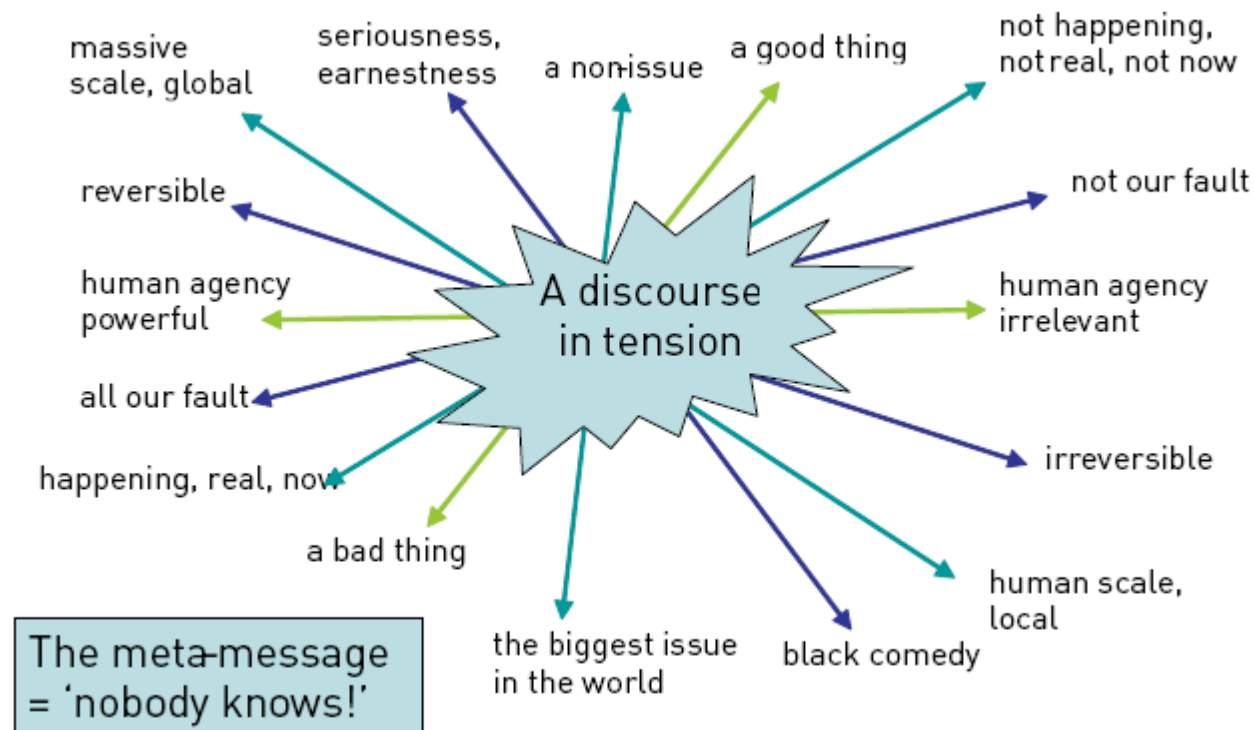 massive
scale, global
seriousness,
earnestness
a non-issue
a good thing
not happening,
not real, not now
reversible
not our fault
human agency
powerful
A discourse
in tension
human agency
irrelevant
all our fault
happening, real, now
irreversible
a bad thing
human scale,
local
the biggest issue
in the world
black comedy
The meta-message
= ‘nobody knows!’